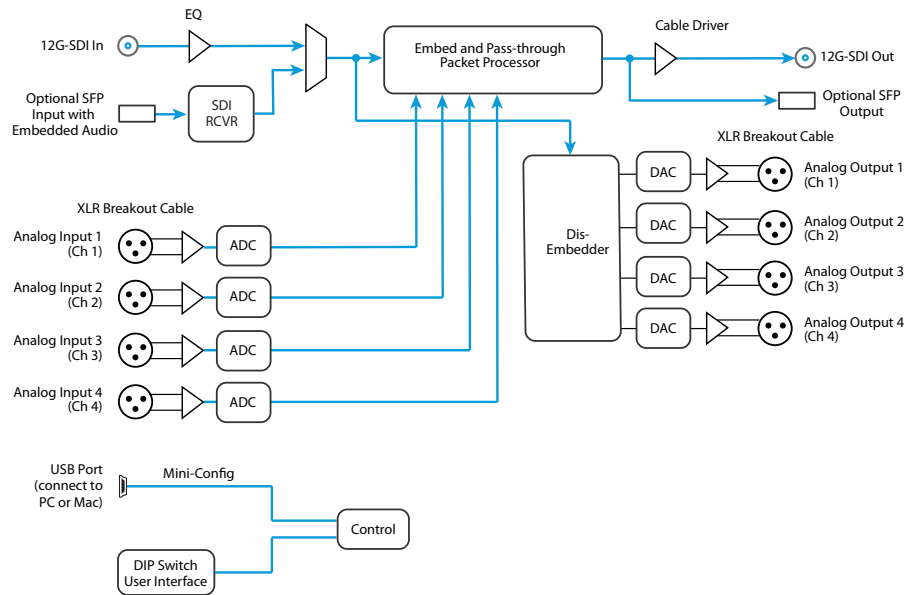 EQ
12G-SDI In
Optional SFP
Input with
Embedded Audio
SDI
RCVR
Embed and Pass-through
Packet Processor
Cable Driver
12G-SDI Out
Optional SFP
Output
XLR Breakout Cable
Dis-
Embedder
DAC
Analog Output 1
(Ch 1)
DAC
Analog Output 2
(Ch 2)
DAC
Analog Output 3
(Ch 3)
DAC
Analog Output 4
(Ch 4)
XLR Breakout Cable
Analog Input 1
(Ch 1)
ADC
Analog Input 2
(Ch 2)
ADC
Analog Input 3
(Ch 3)
ADC
Analog Input 4
(Ch 4)
ADC
USB Port
(connect to
PC or Mac)
Mini-Config
Control
DIP Switch
User Interface